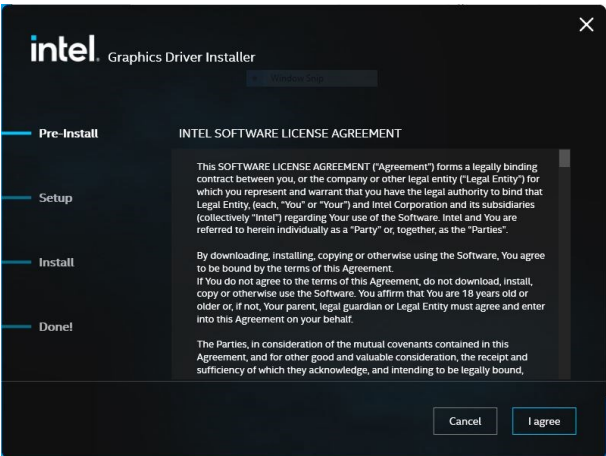 intel. Graphics Driver Installer
Window Snip
Pre-Install
INTEL SOFTWARE LICENSE AGREEMENT
This SOFTWARE LICENSE AGREEMENT ("Agreement") forms a legally binding
contract between you, or the company or other legal entity ("Legal Entity") for
which you represent and warrant that you have the legal authority to bind that
Legal Entity, (each, "You" or "Your") and Intel Corporation and its subsidiaries
(collectively "Intel") regarding Your use of the Software. Intel and You are
referred to herein individually as a "Party" or, together, as the "Parties".
By downloading, installing, copying or otherwise using the Software, You agree
to be bound by the terms of this Agreement.
If You do not agree to the terms of this Agreement, do not download, install,
copy or otherwise use the Software. You affirm that You are 18 years old or
older or, if not, Your parent, legal guardian or Legal Entity must agree and enter
into this Agreement on your behalf.
The Parties, in consideration of the mutual covenants contained in this
Agreement, and for other good and valuable consideration, the receipt and
sufficiency of which they acknowledge, and intending to be legally bound,
Setup
Install
Done!
Cancel
I agree